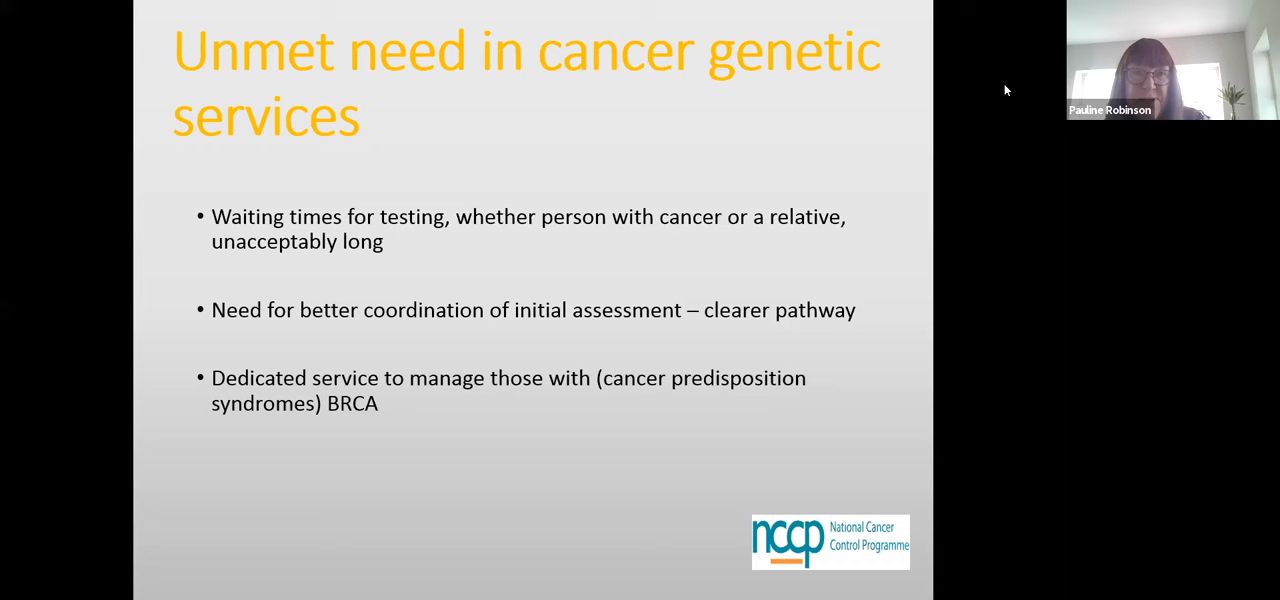 Unmet need in cancer genetic
services
• Waiting times for testing, whether person with cancer or a relative,
unacceptably long
• Need for better coordination of initial assessment – clearer pathway
• Dedicated service to manage those with (cancer predisposition
syndromes) BRCA
nccp National Cancer
Control Programme
Pauline Robinson